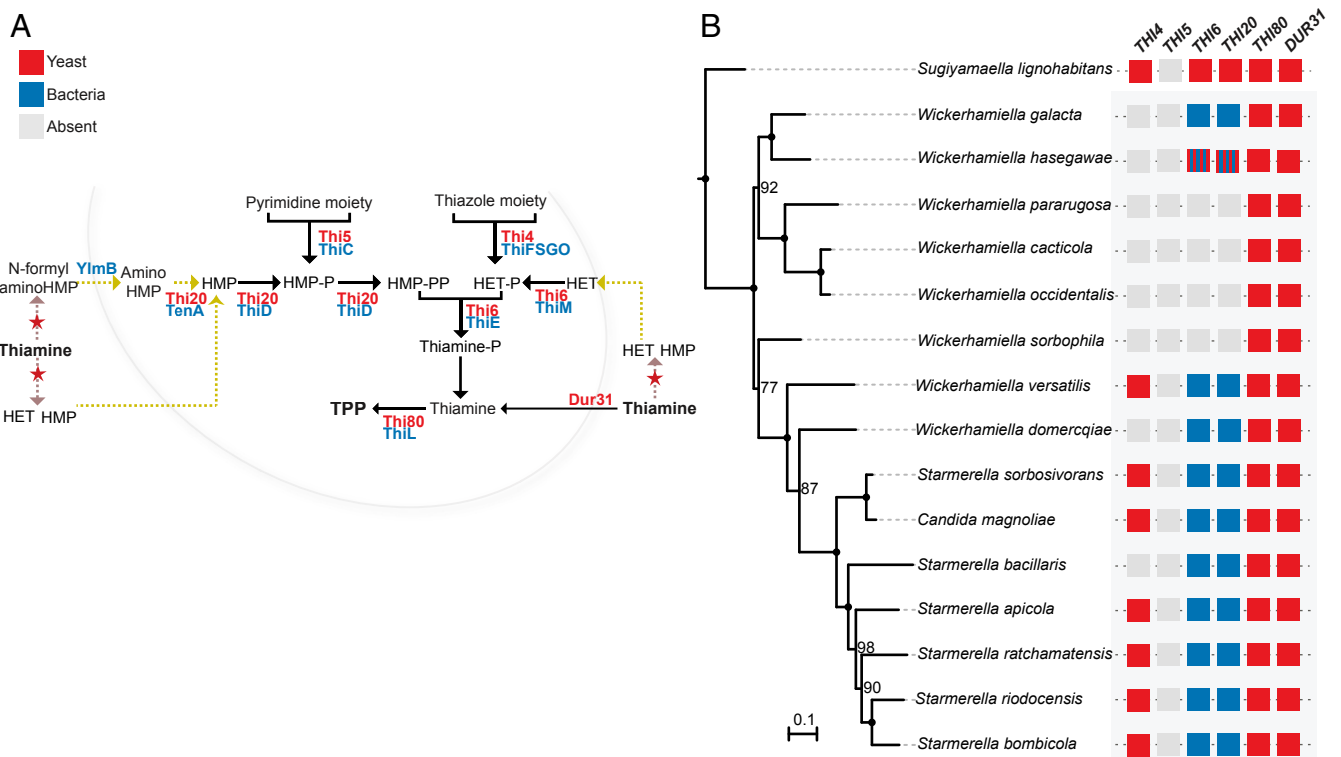 A
Yeast
Bacteria
Absent
Pyrimidine moiety
Thiazole moiety
Thi5
ThiC
Thi4
ThiFSGO
N-formyl
aminoHMP
YlmB
Amino
HMP
Thi20
TenA
HMP
Thi20
ThiD
HMP-P
Thi20
ThiD
HMP-PP
HET-P
Thi6
ThiM
HET
Thi6
ThiE
Thiamine-P
Thiamine
HET HMP
HET HMP
TPP
Thi80
ThiL
Thiamine
Dur31
Thiamine
B
THI4 THI5 THI6 THI20 THI80 DUR31
Sugiyamaella lignohabitans
Wickerhamiella galacta
Wickerhamiella hasegawae
92
Wickerhamiella pararugosa
Wickerhamiella cacticola
Wickerhamiella occidentalis
Wickerhamiella sorbophila
77
Wickerhamiella versatilis
Wickerhamiella domercqiae
87
Starmerella sorbosivorans
Candida magnoliae
Starmerella bacillaris
Starmerella apicola
98
Starmerella ratchamatensis
90
Starmerella riodocensis
Starmerella bombicola
0.1